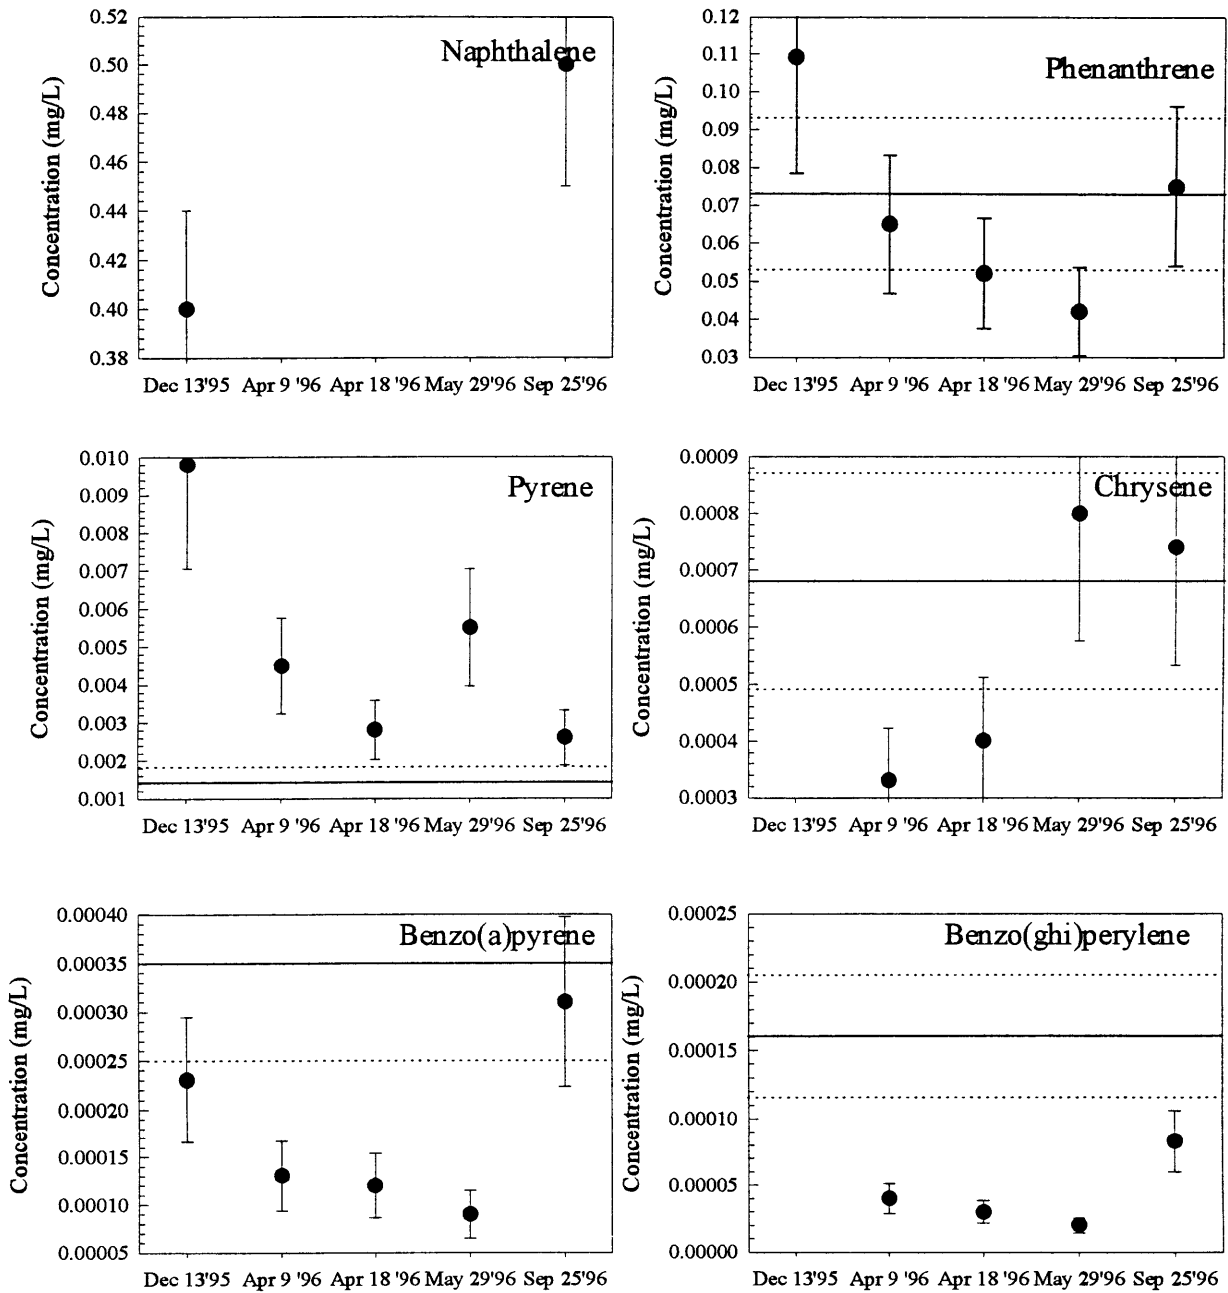 Naphthalene
Concentration (mg/L)
0.52
0.50
0.48
0.46
0.44
0.42
0.40
0.38
Dec 13'95 Apr 9 '96 Apr 18 '96 May 29'96 Sep 25'96
Phenanthrene
Concentration (mg/L)
0.12
0.11
0.10
0.09
0.08
0.07
0.06
0.05
0.04
0.03
Dec 13'95 Apr 9 '96 Apr 18 '96 May 29'96 Sep 25'96
Pyrene
Concentration (mg/L)
0.010
0.009
0.008
0.007
0.006
0.005
0.004
0.003
0.002
0.001
Dec 13'95 Apr 9 '96 Apr 18 '96 May 29'96 Sep 25'96
Chrysene
Concentration (mg/L)
0.0009
0.0008
0.0007
0.0006
0.0005
0.0004
0.0003
Dec 13'95 Apr 9 '96 Apr 18 '96 May 29'96 Sep 25'96
Benzo(a)pyrene
Concentration (mg/L)
0.00040
0.00035
0.00030
0.00025
0.00020
0.00015
0.00010
0.00005
Dec 13'95 Apr 9 '96 Apr 18 '96 May 29'96 Sep 25'96
Benzo(ghi)perylene
Concentration (mg/L)
0.00025
0.00020
0.00015
0.00010
0.00005
0.00000
Dec 13'95 Apr 9 '96 Apr 18 '96 May 29'96 Sep 25'96